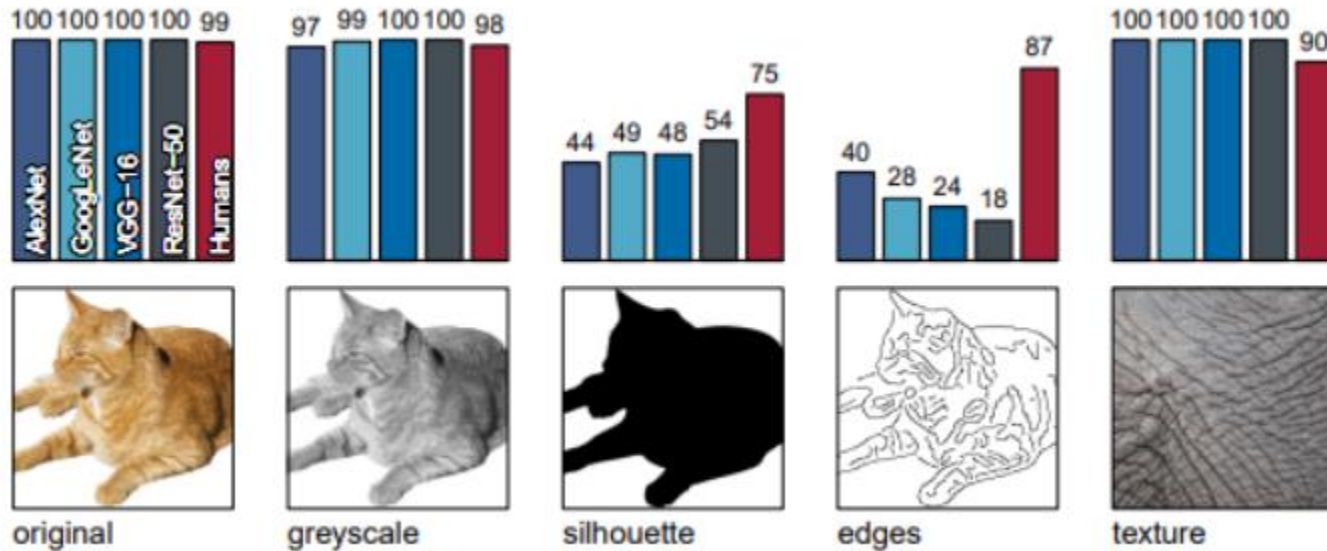 100 100 100 100 99
AlexNet
GoogLeNet
VGG-16
ResNet-50
Humans
97 99 100 100 98
44 49 48 54 75
40 28 24 18 87
100 100 100 100 90
original
greyscale
silhouette
edges
texture